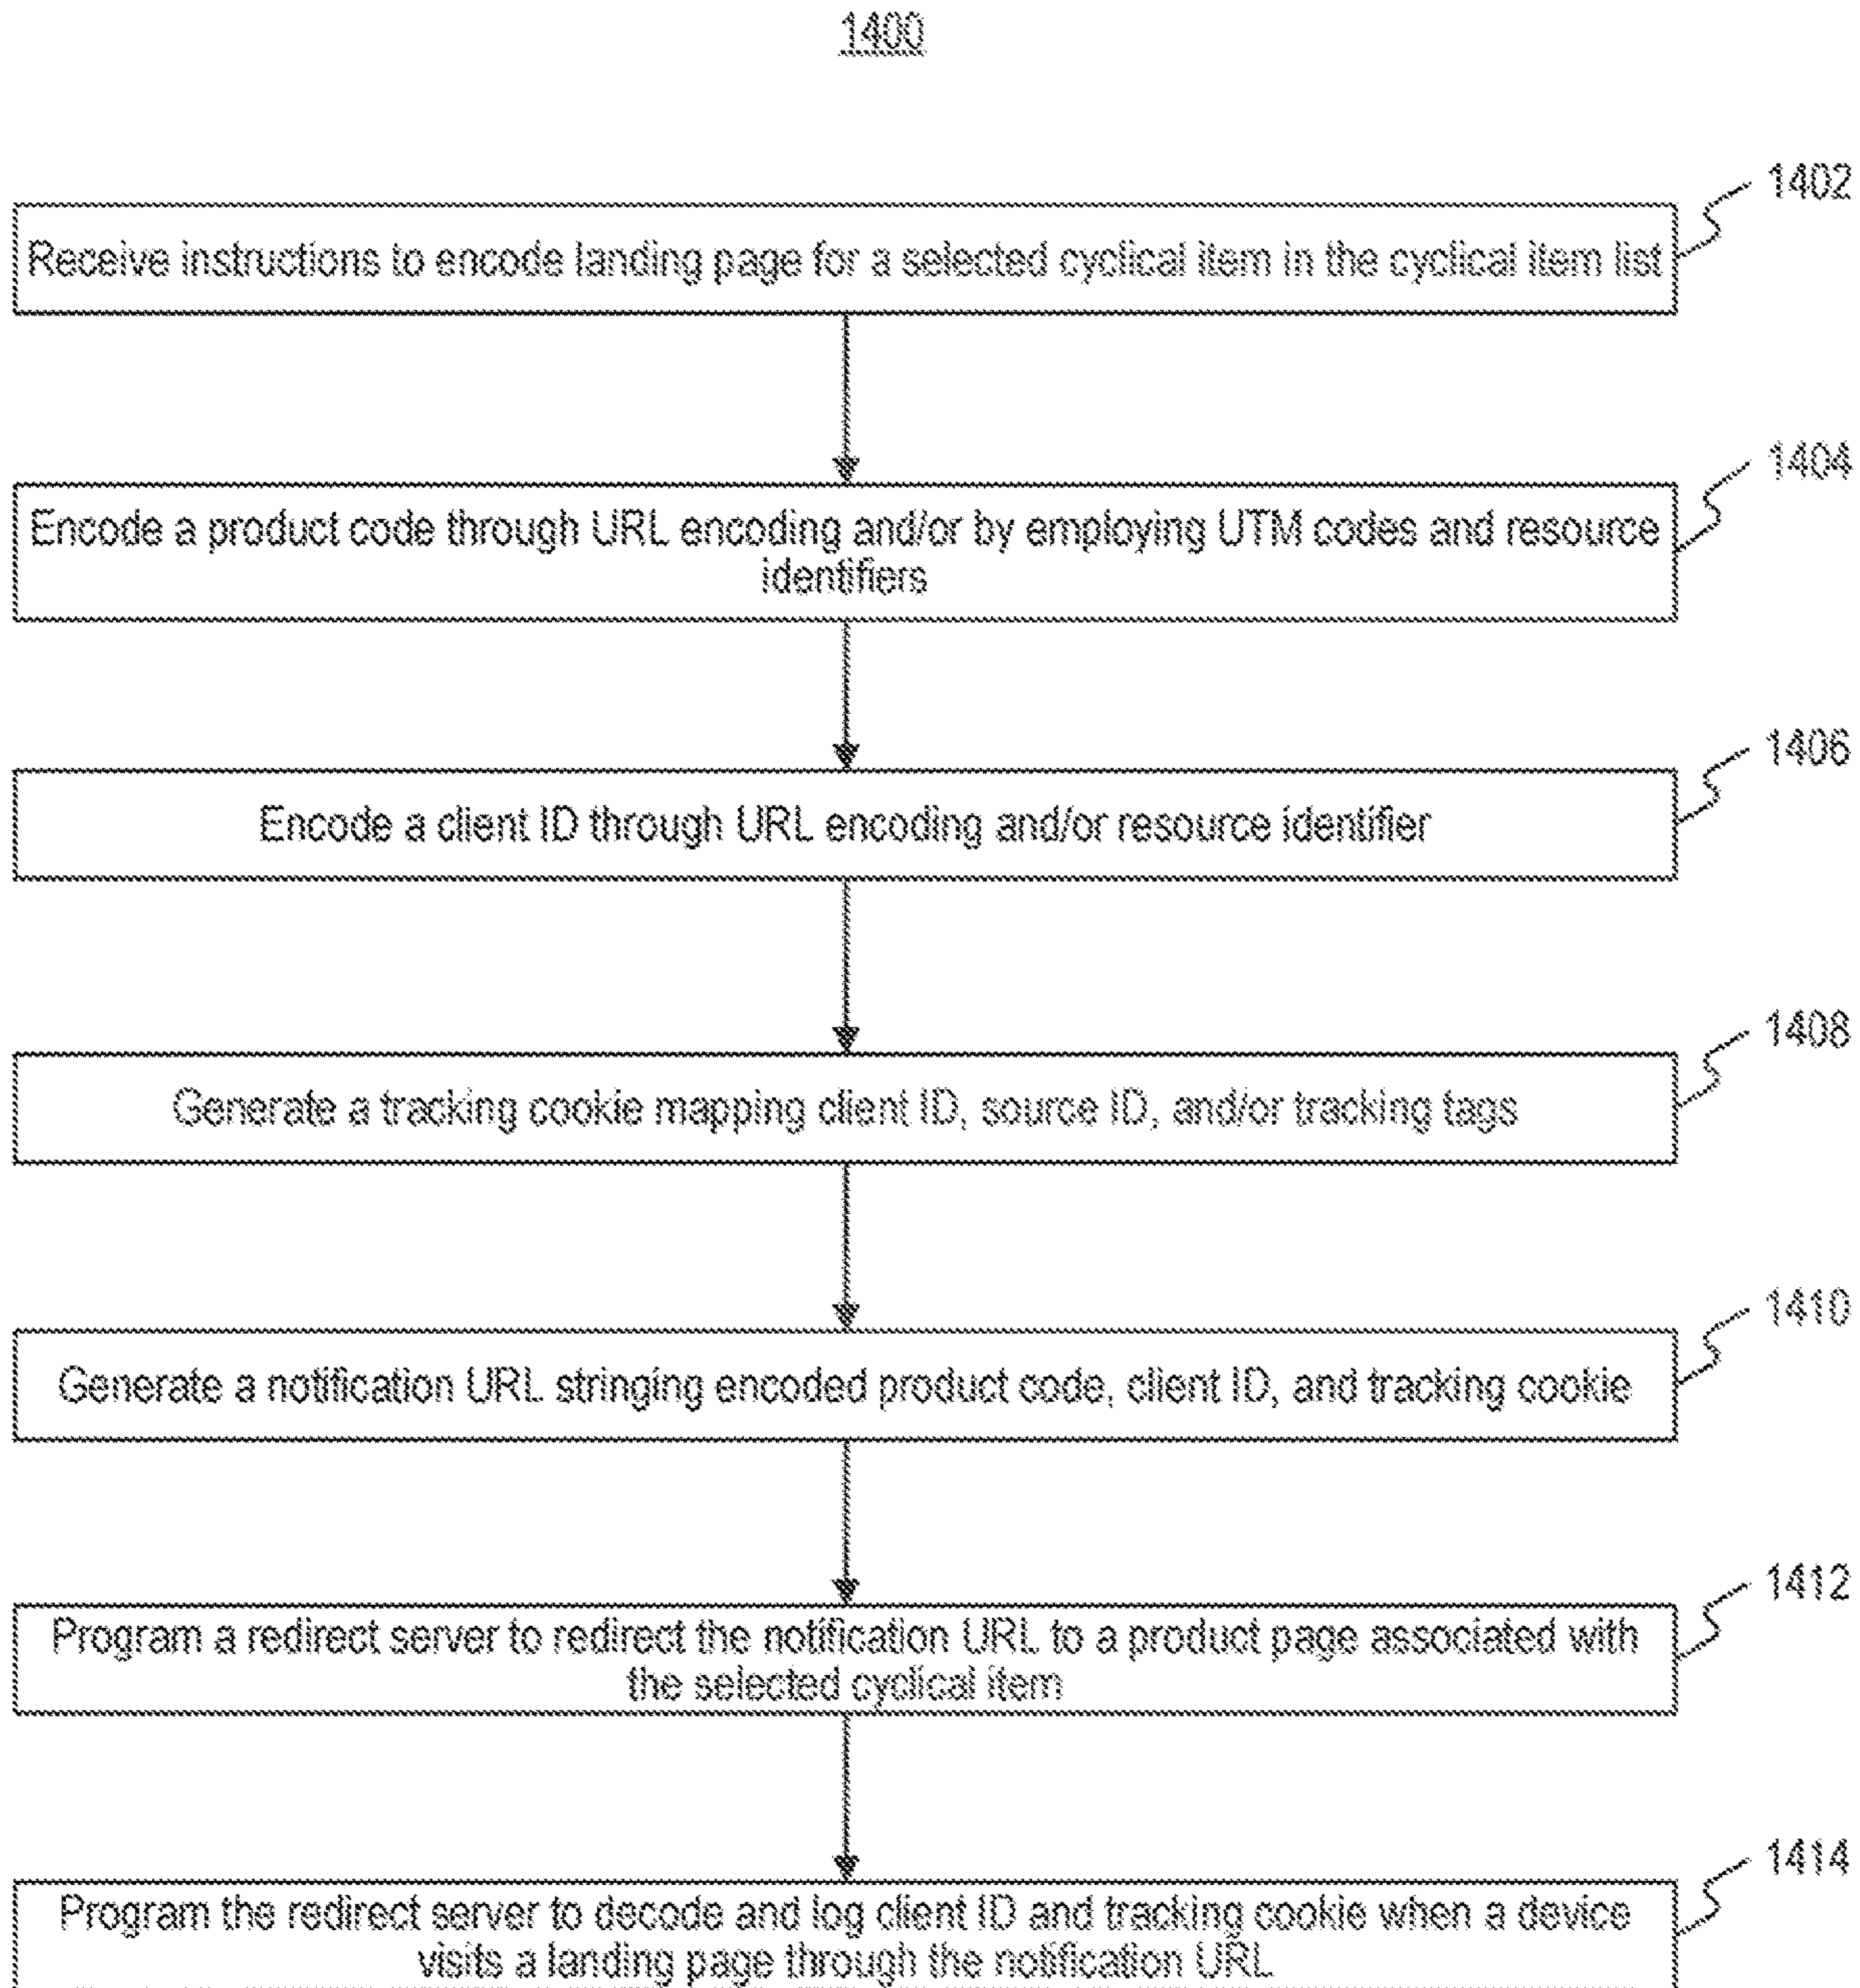 1400
1402
Receive instructions to encode landing page for a selected cyclical item in the cyclical item list
1404
Encode a product code through URL encoding and/or by employing UTM codes and resource
identifiers
1406
Encode a client ID through URL encoding and/or resource identifier
1408
Generate a tracking cookie mapping client ID, source ID, and/or tracking tags
1410
Generate a notification URL stringing encoded product code, client ID, and tracking cookie
1412
Program a redirect server to redirect the notification URL to a product page associated with
the selected cyclical item
1414
Program the redirect server to decode and log client ID and tracking cookie when a device
visits a landing page through the notification URL